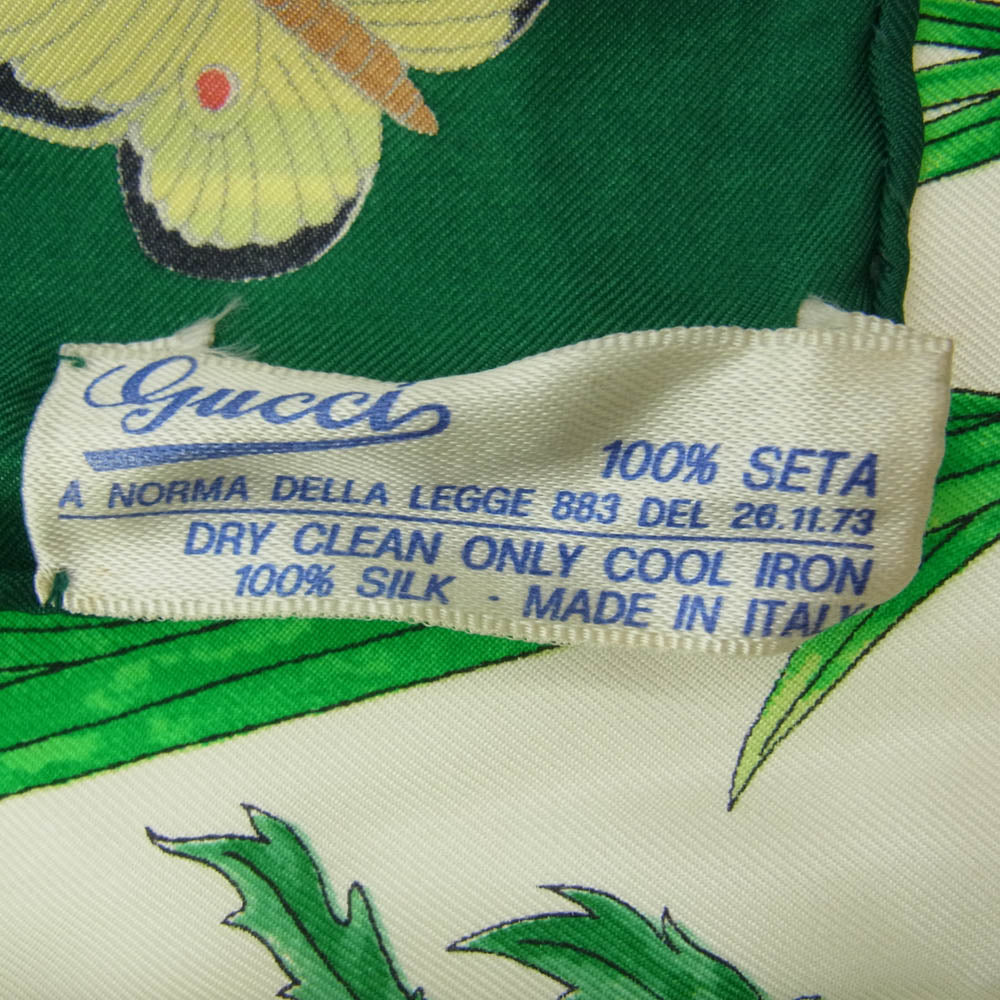 Gucci
100% SETA
A NORMA DELLA LEGGE 883 DEL 26.11.73
DRY CLEAN ONLY COOL IRON
100% SILK - MADE IN ITALY